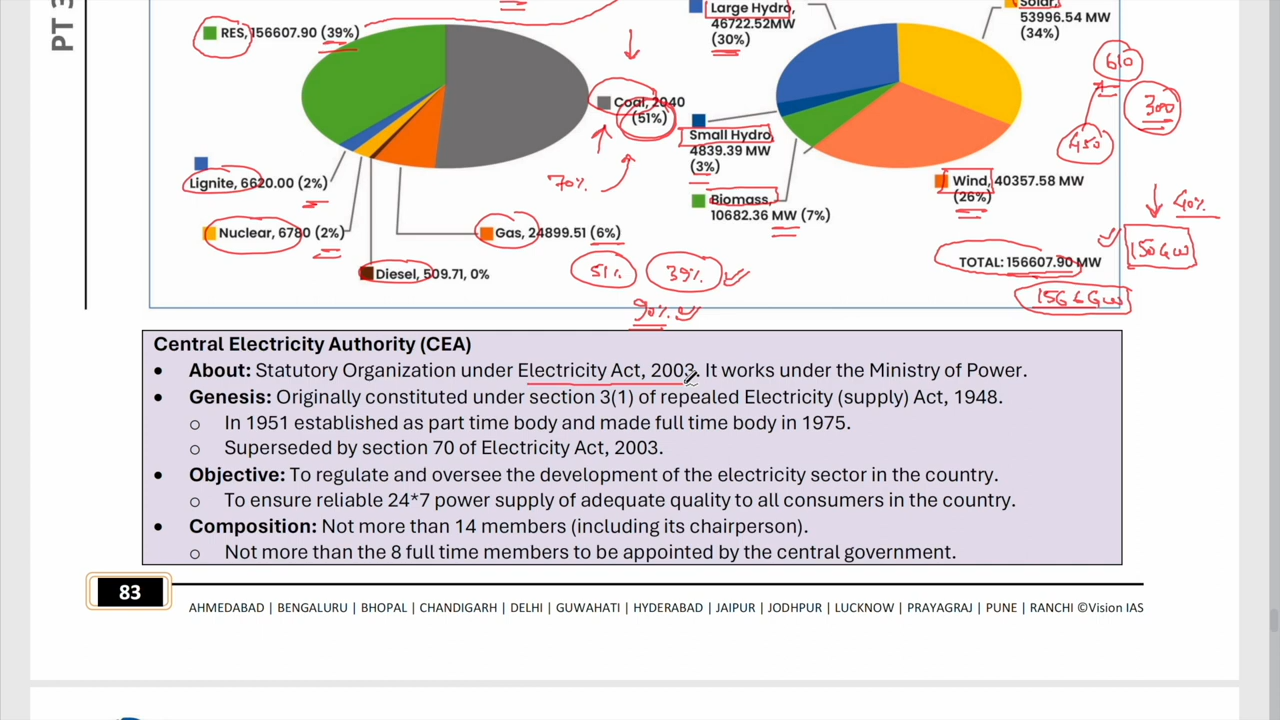 PT 3
Large Hydro,
46722.52MW
(30%)
Solar,
53996.54 MW
(34%)
RES, 156607.90 (39%)
Coal, 2040
(51%)
Small Hydro
4839.39 MW
(3%)
Lignite, 6620.00 (2%)
70%
Biomass,
10682.36 MW (7%)
Wind, 40357.58 MW
(26%)
Nuclear, 6780 (2%)
Gas, 24899.51 (6%)
Diesel, 509.71, 0%
51%
39%
90%
300
450
40%
150GW
TOTAL: 156607.90 MW
Central Electricity Authority (CEA)
• About: Statutory Organization under Electricity Act, 2003. It works under the Ministry of Power.
• Genesis: Originally constituted under section 3(1) of repealed Electricity (supply) Act, 1948.
o In 1951 established as part time body and made full time body in 1975.
o Superseded by section 70 of Electricity Act, 2003.
• Objective: To regulate and oversee the development of the electricity sector in the country.
o To ensure reliable 24*7 power supply of adequate quality to all consumers in the country.
• Composition: Not more than 14 members (including its chairperson).
o Not more than the 8 full time members to be appointed by the central government.
83
AHMEDABAD | BENGALURU | BHOPAL | CHANDIGARH | DELHI | GUWAHATI | HYDERABAD | JAIPUR | JODHPUR | LUCKNOW | PRAYAGRAJ | PUNE | RANCHI ©Vision IAS